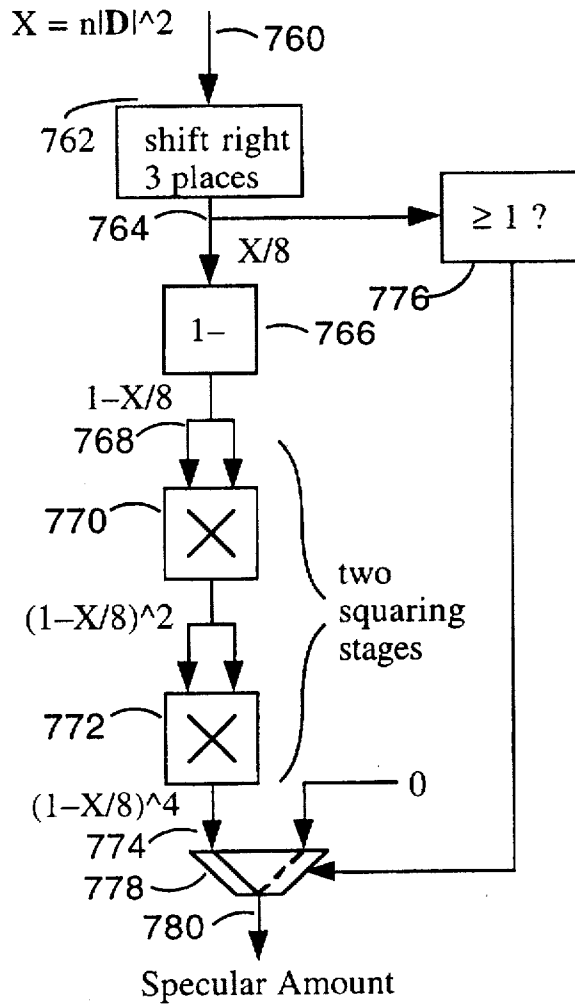 X = n|D|^2
760
762
shift right
3 places
764
≥ 1 ?
X/8
776
1–
766
1–X/8
768
770
two
squaring
stages
(1–X/8)^2
772
0
(1–X/8)^4
774
778
780
Specular Amount